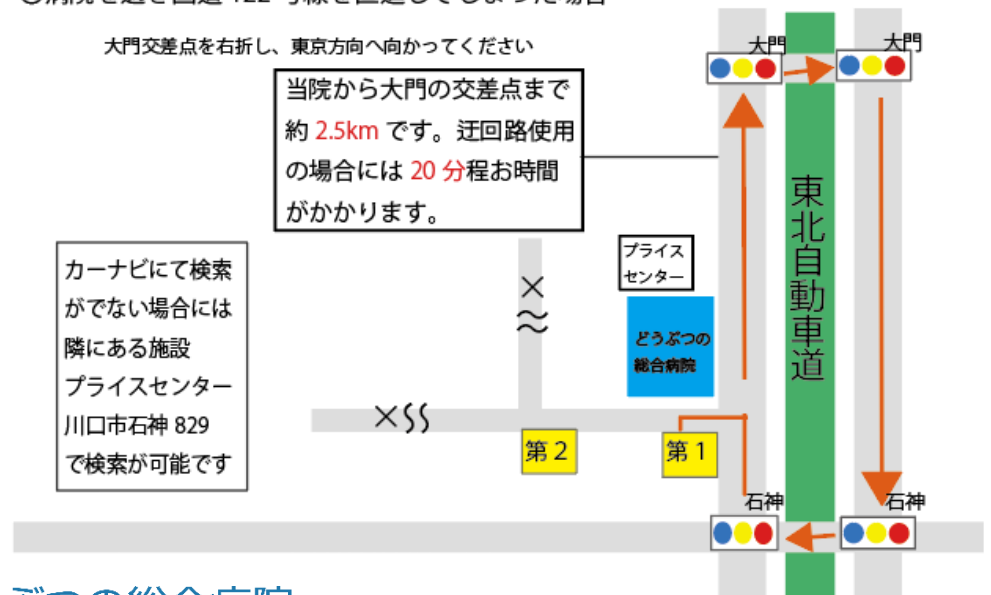 大門交差点を右折し、東京方向へ向かってください
大門
大門
当院から大門の交差点まで
約 2.5km です。迂回路使用
の場合には 20 分程お時間
がかかります。
東北自動車道
プライス
センター
カーナビにて検索
がでない場合には
隣にある施設
プライスセンター
川口市石神 829
で検索が可能です
どうぶつの
総合病院
第 2
第 1
石神
石神